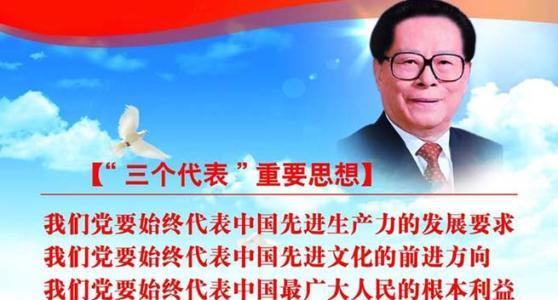 【“三个代表”重要思想】
我们党要始终代表中国先进生产力的发展要求
我们党要始终代表中国先进文化的前进方向
我们党要始终代表中国最广大人民的根本利益